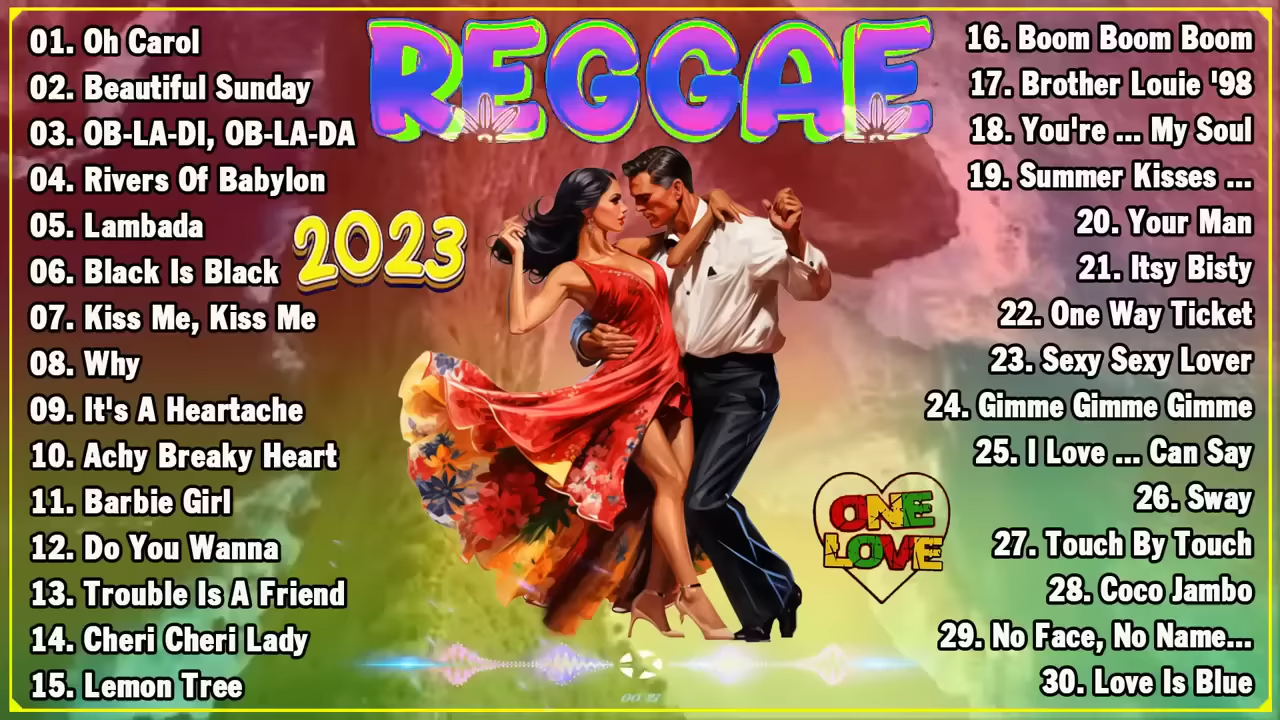 REGGAE
2023
01. Oh Carol
02. Beautiful Sunday
03. OB-LA-DI, OB-LA-DA
04. Rivers Of Babylon
05. Lambada
06. Black Is Black
07. Kiss Me, Kiss Me
08. Why
09. It's A Heartache
10. Achy Breaky Heart
11. Barbie Girl
12. Do You Wanna
13. Trouble Is A Friend
14. Cheri Cheri Lady
15. Lemon Tree
16. Boom Boom Boom
17. Brother Louie '98
18. You're ... My Soul
19. Summer Kisses ...
20. Your Man
21. Itsy Bisty
22. One Way Ticket
23. Sexy Sexy Lover
24. Gimme Gimme Gimme
25. I Love ... Can Say
26. Sway
27. Touch By Touch
28. Coco Jambo
29. No Face, No Name...
30. Love Is Blue
ONE
LOVE